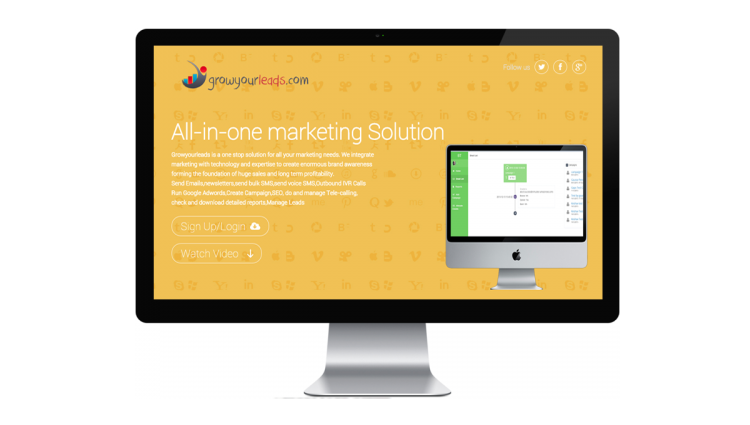 growyourleads.com
Follow us
All-in-one marketing Solution
Growyourleads is a one stop solution for all your marketing needs. We integrate
marketing with technology and expertise to create enormous brand awareness
forming the foundation of huge sales and long term profitability.
Send Emails,newsletters,send bulk SMS,send voice SMS,Outbound IVR Calls
Run Google Adwords,Create Campaign,SEO, do and manage Tele-calling,
check and download detailed reports,Manage Leads
Sign Up/Login
Watch Video